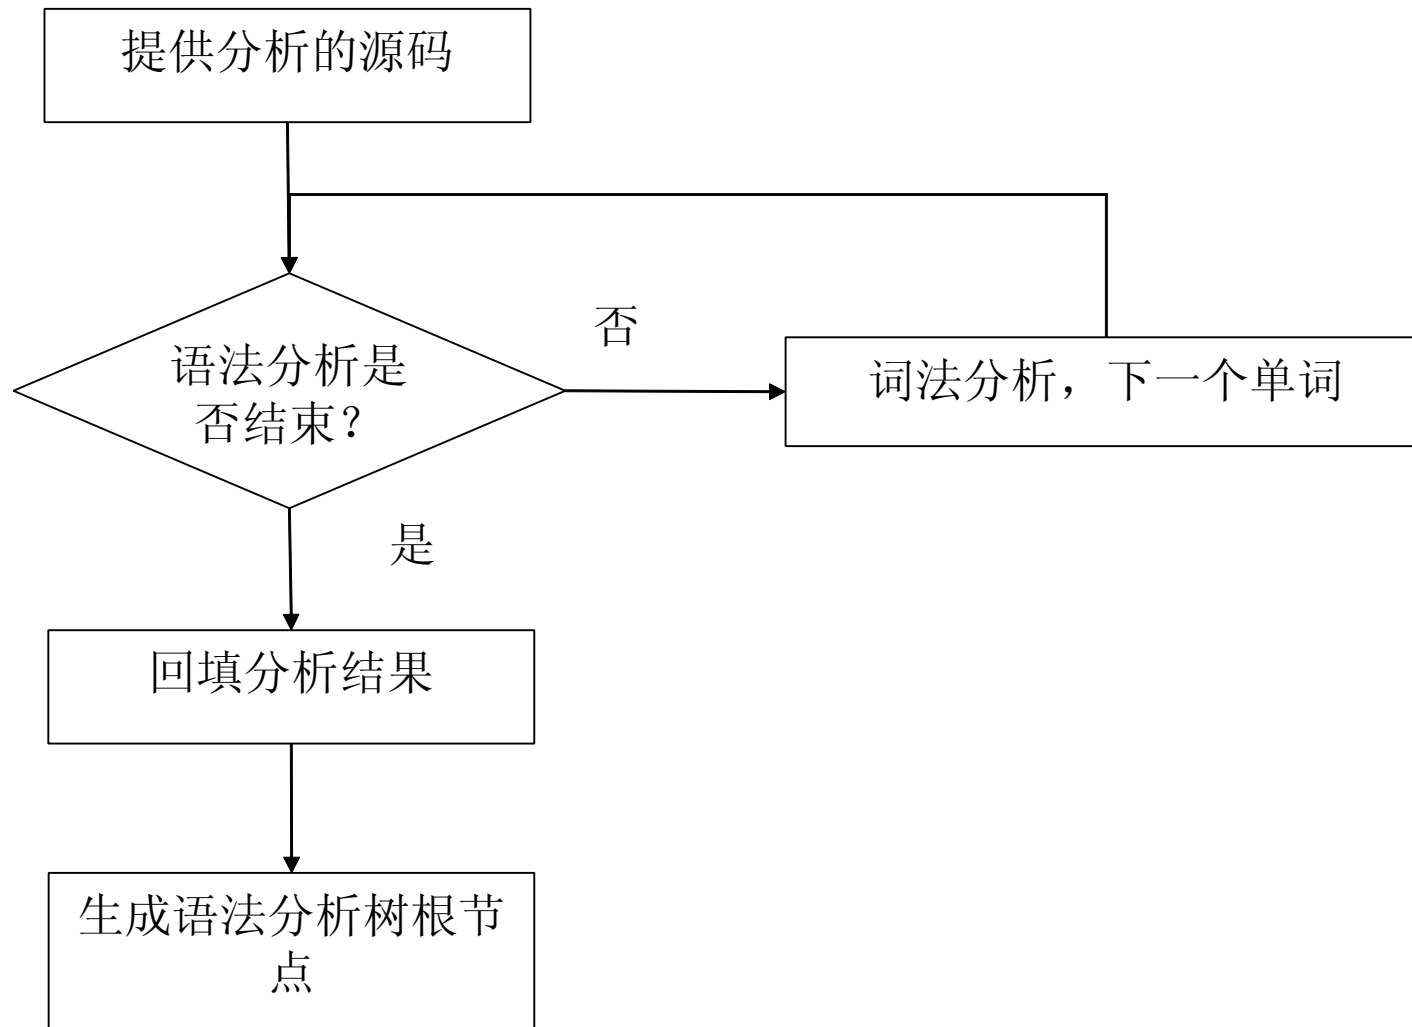 提供分析的源码
否
语法分析是
否结束？
词法分析，下一个单词
是
回填分析结果
生成语法分析树根节
点